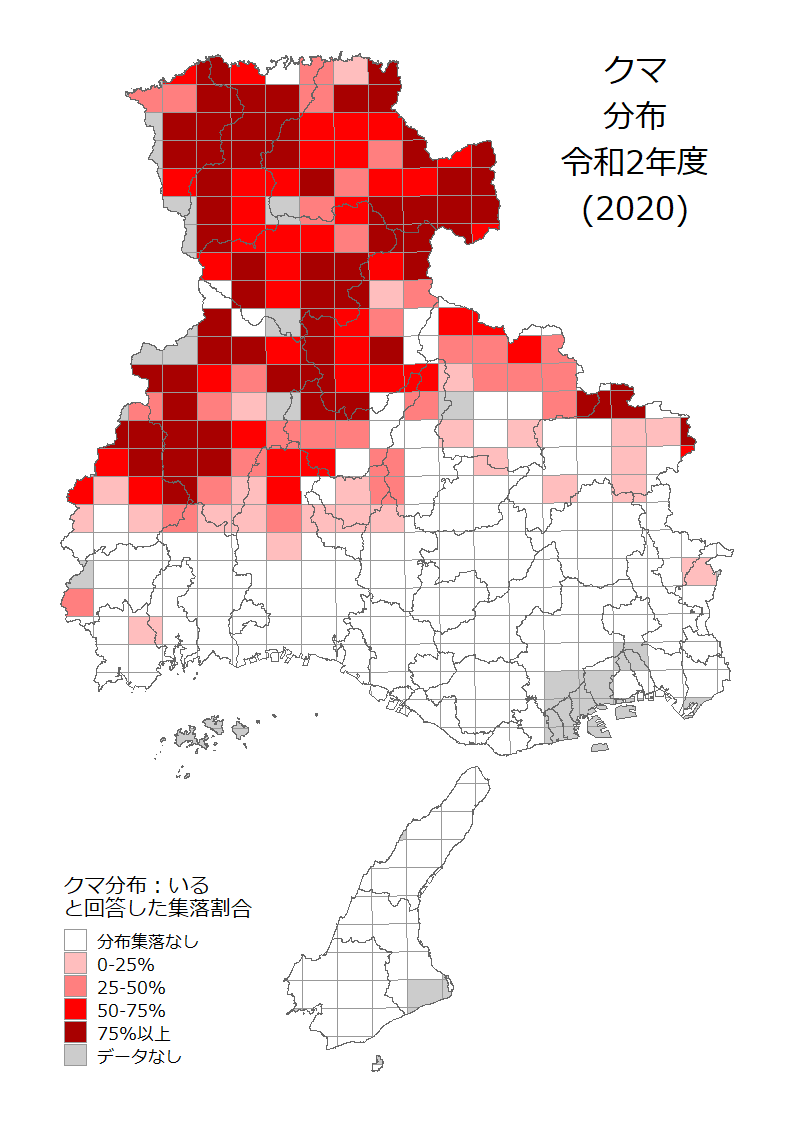 クマ
分布
令和2年度
(2020)
クマ分布：いる
と回答した集落割合
分布集落なし
0-25%
25-50%
50-75%
75%以上
データなし